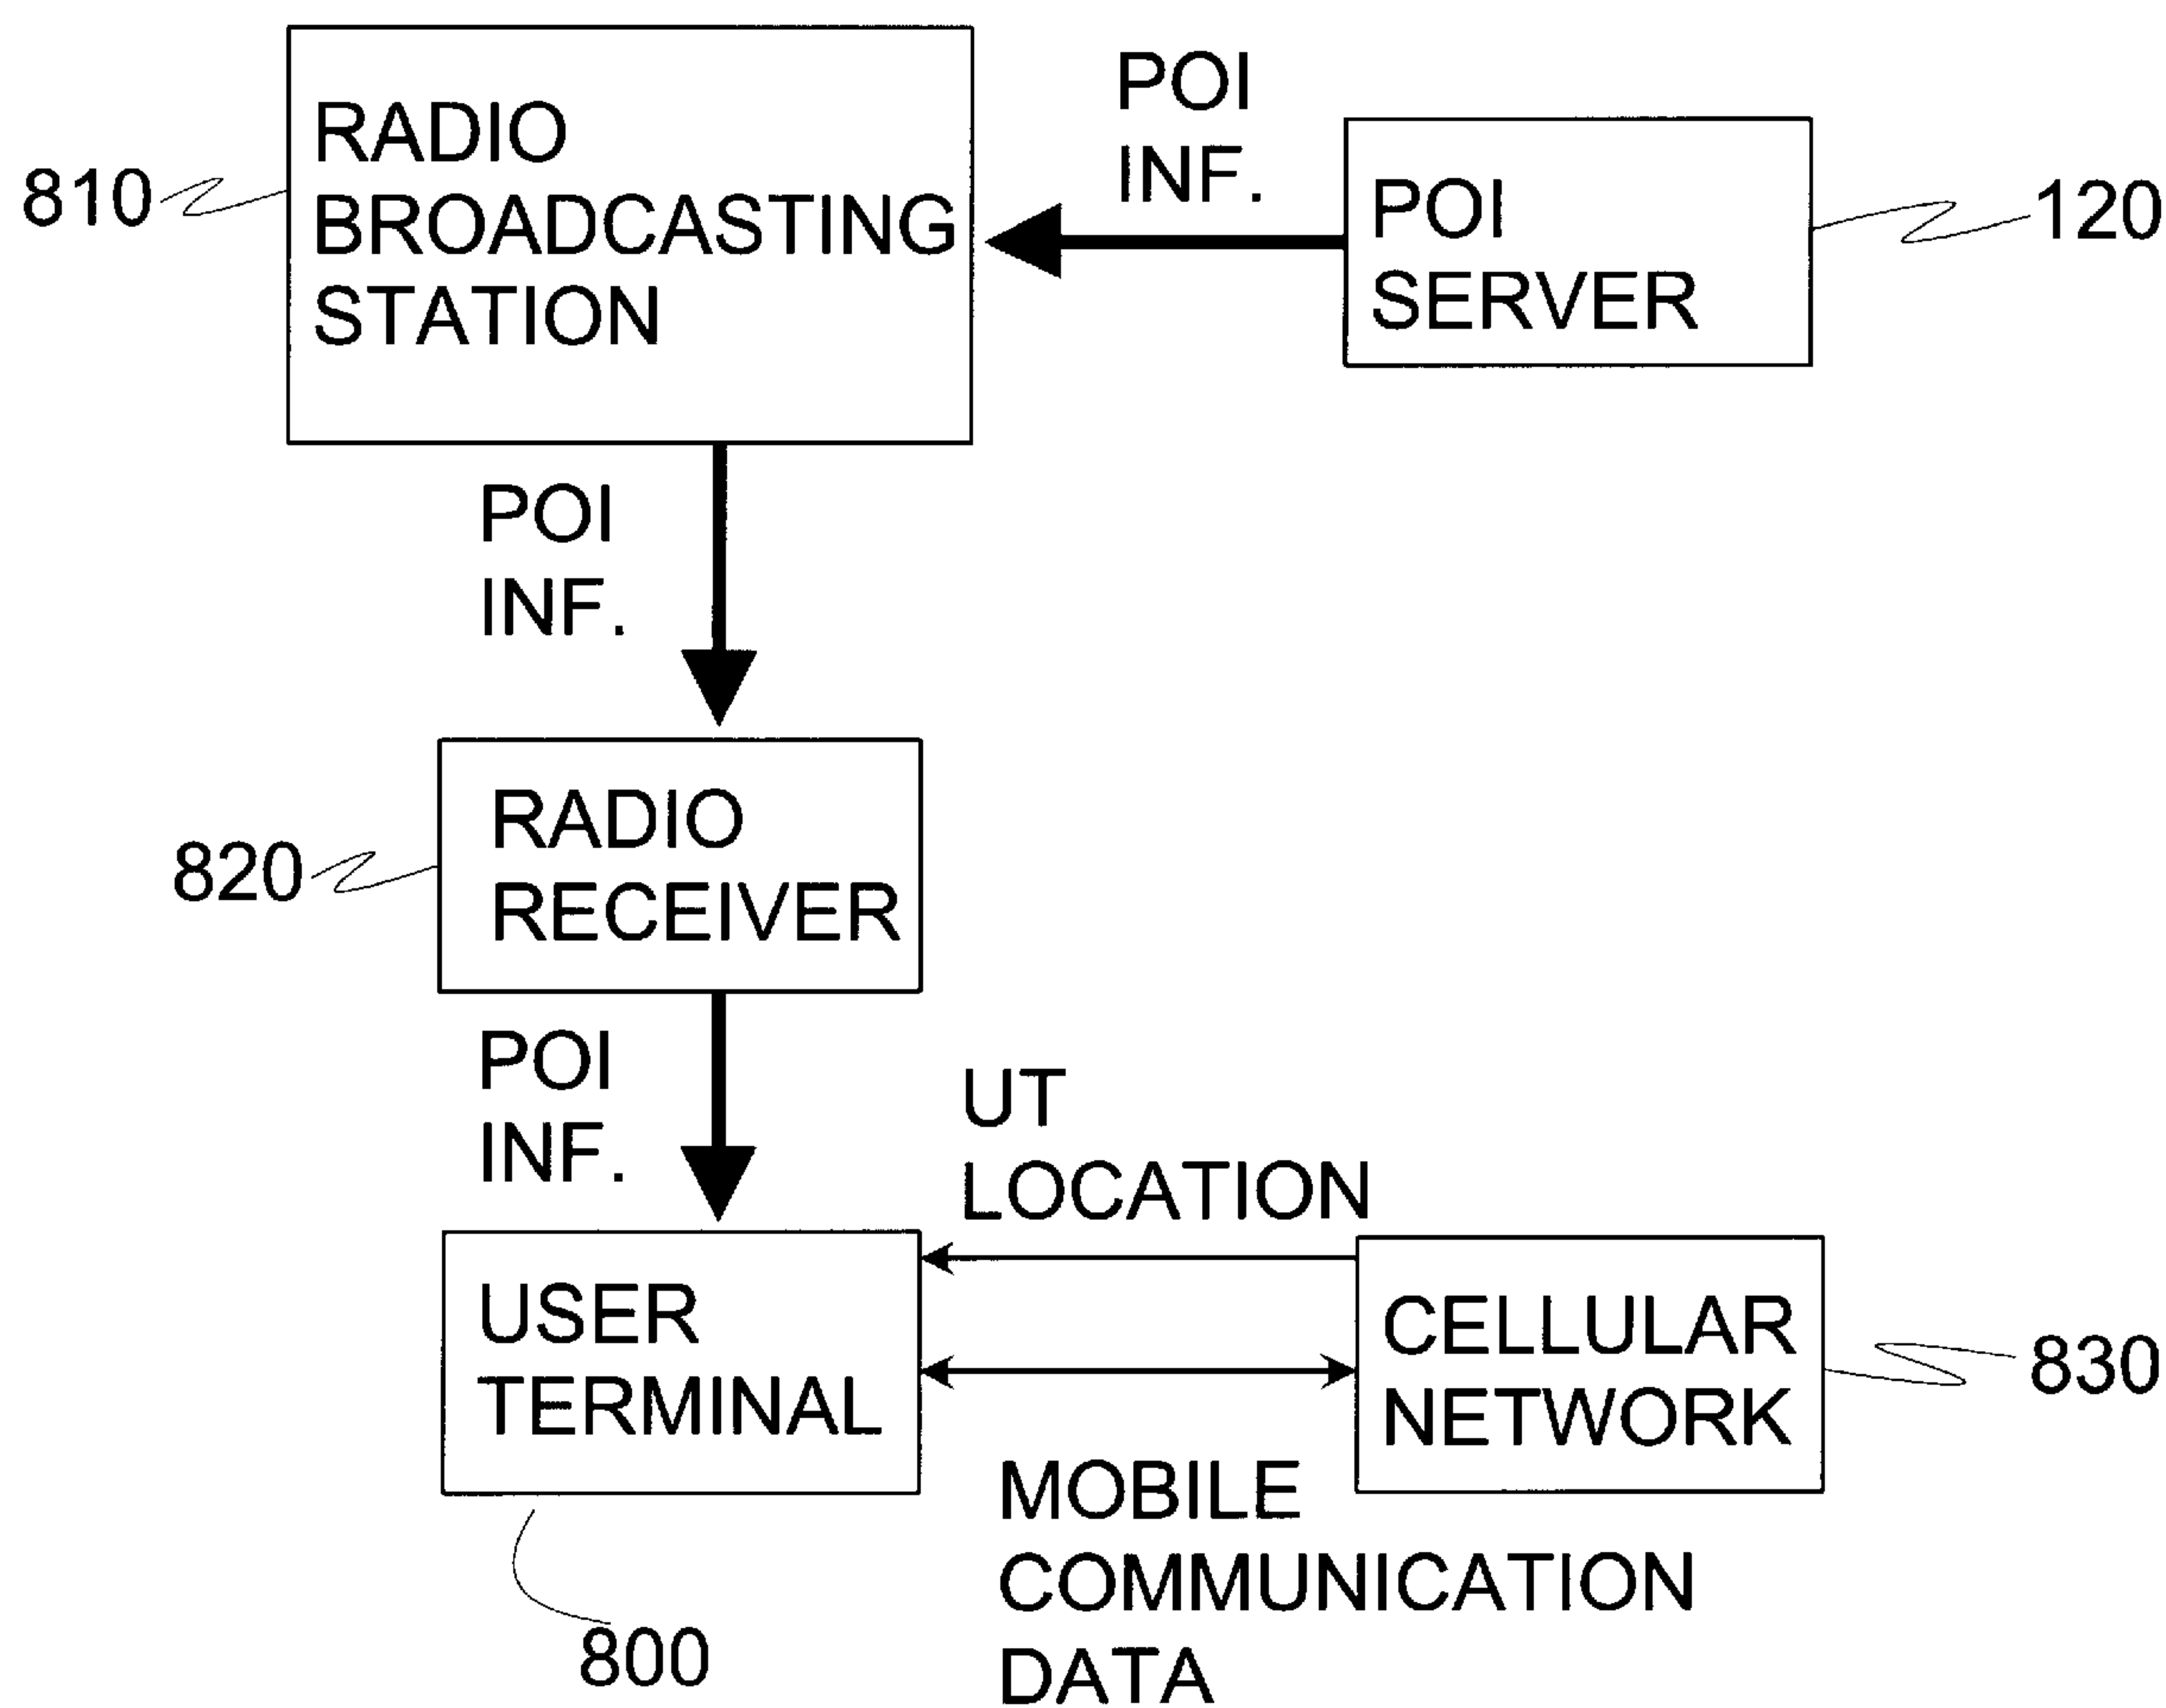 POI
INF.
RADIO
BROADCASTING
STATION
810
POI
SERVER
120
POI
INF.
RADIO
RECEIVER
820
POI
INF.
UT
LOCATION
USER
TERMINAL
CELLULAR
NETWORK
830
MOBILE
COMMUNICATION
DATA
800